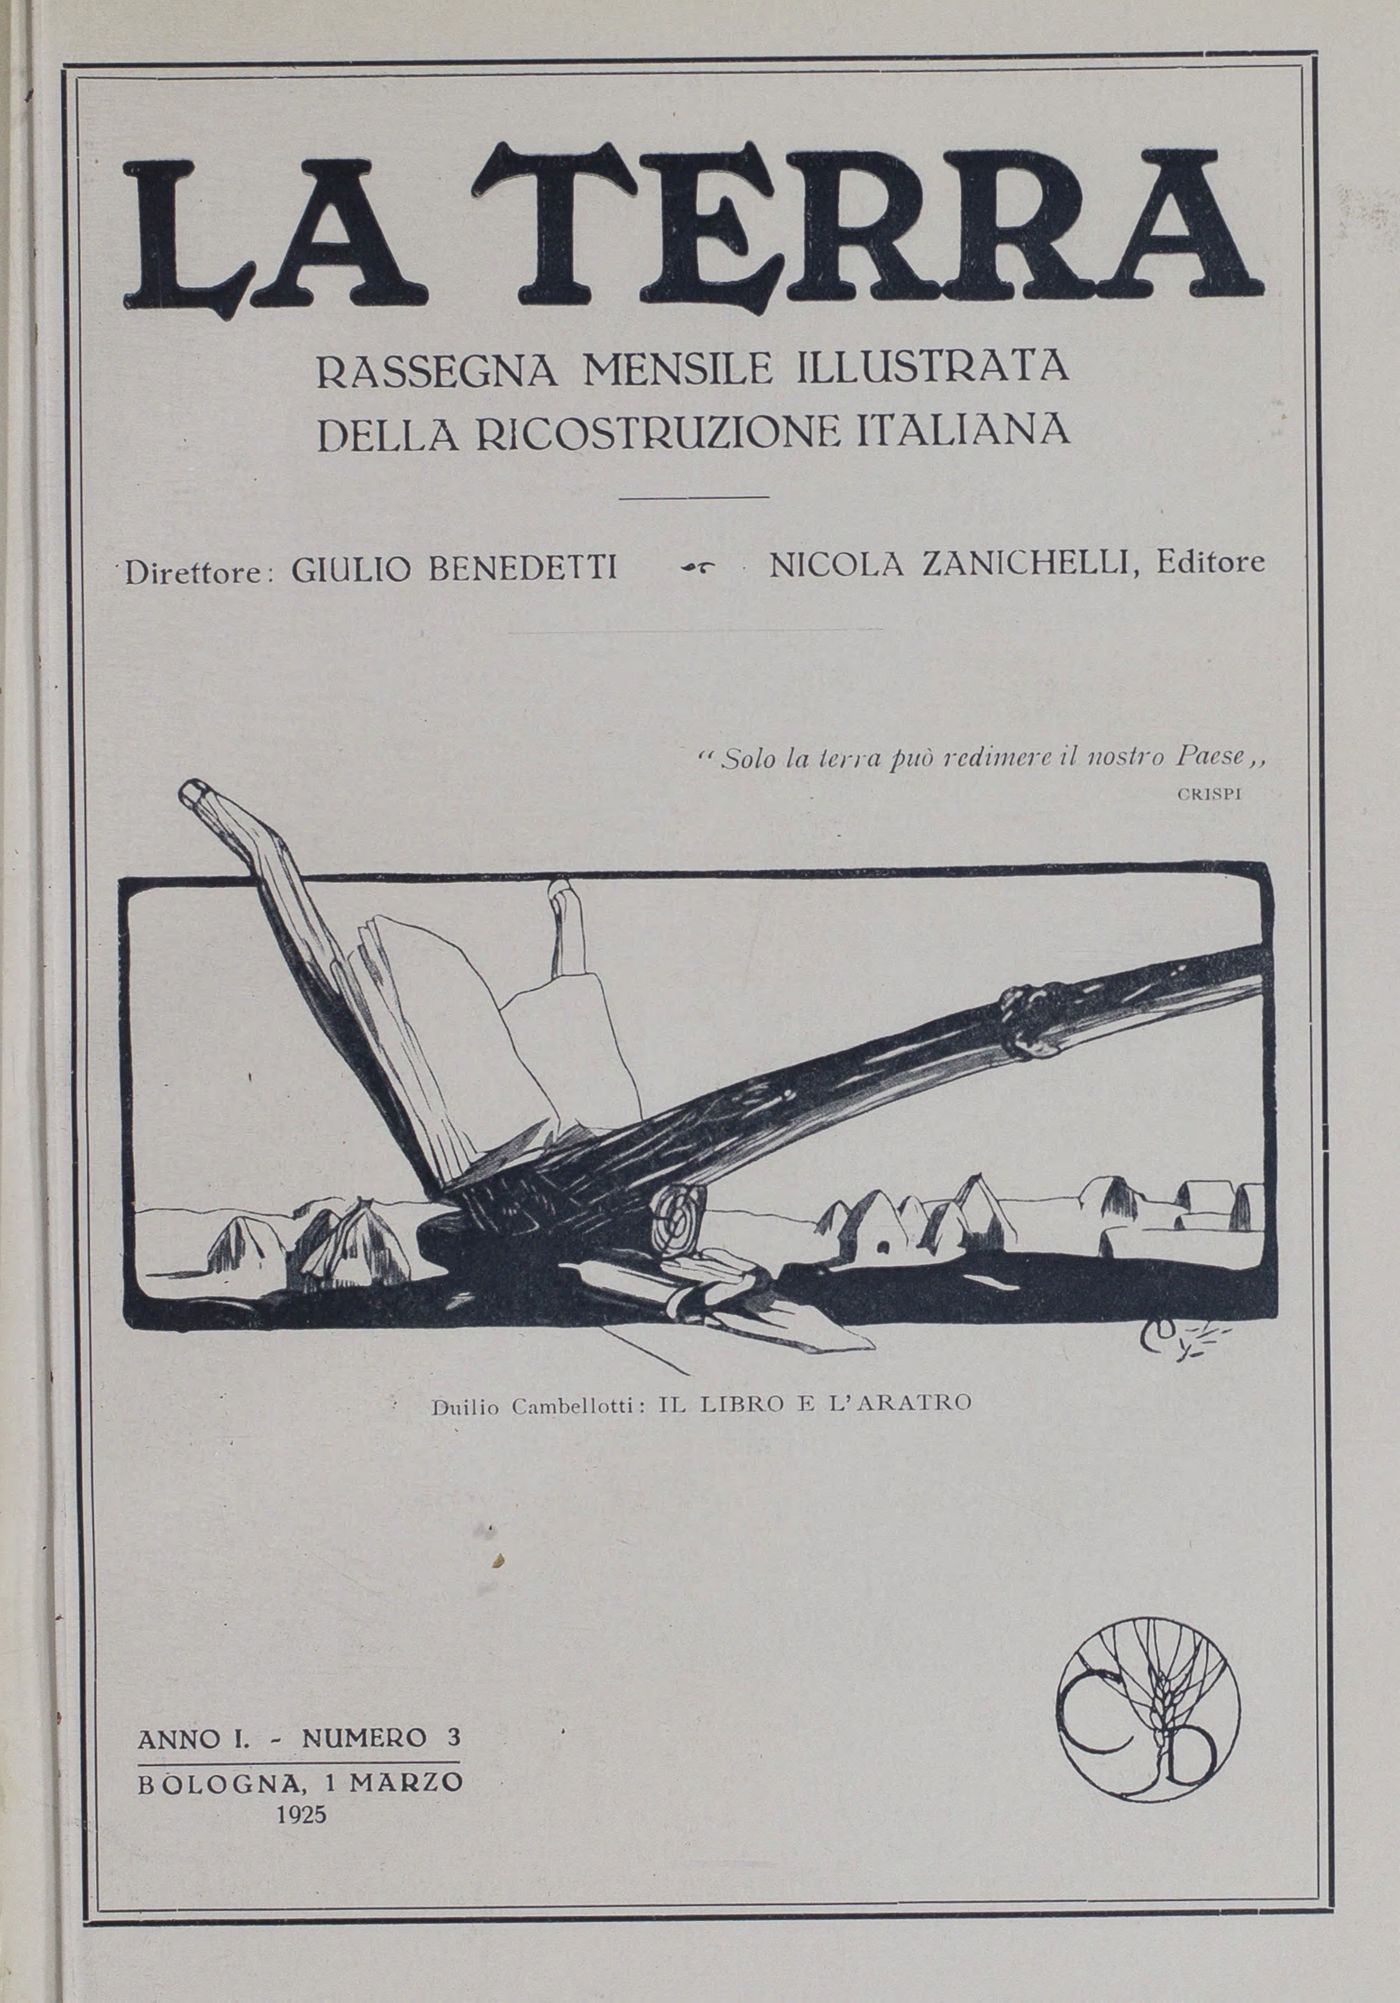 LA TERRA
RASSEGNA MENSILE ILLUSTRATA
DELLA RICOSTRUZIONE ITALIANA
Direttore: GIULIO BENEDETTI NICOLA ZANICHELLI, Editore
“ Solo la terra può redimere il nostro Paese „
CRISPI
Duilio Cambellotti: IL LIBRO E L'ARATRO
ANNO I. - NUMERO 3
BOLOGNA, 1 MARZO
1925